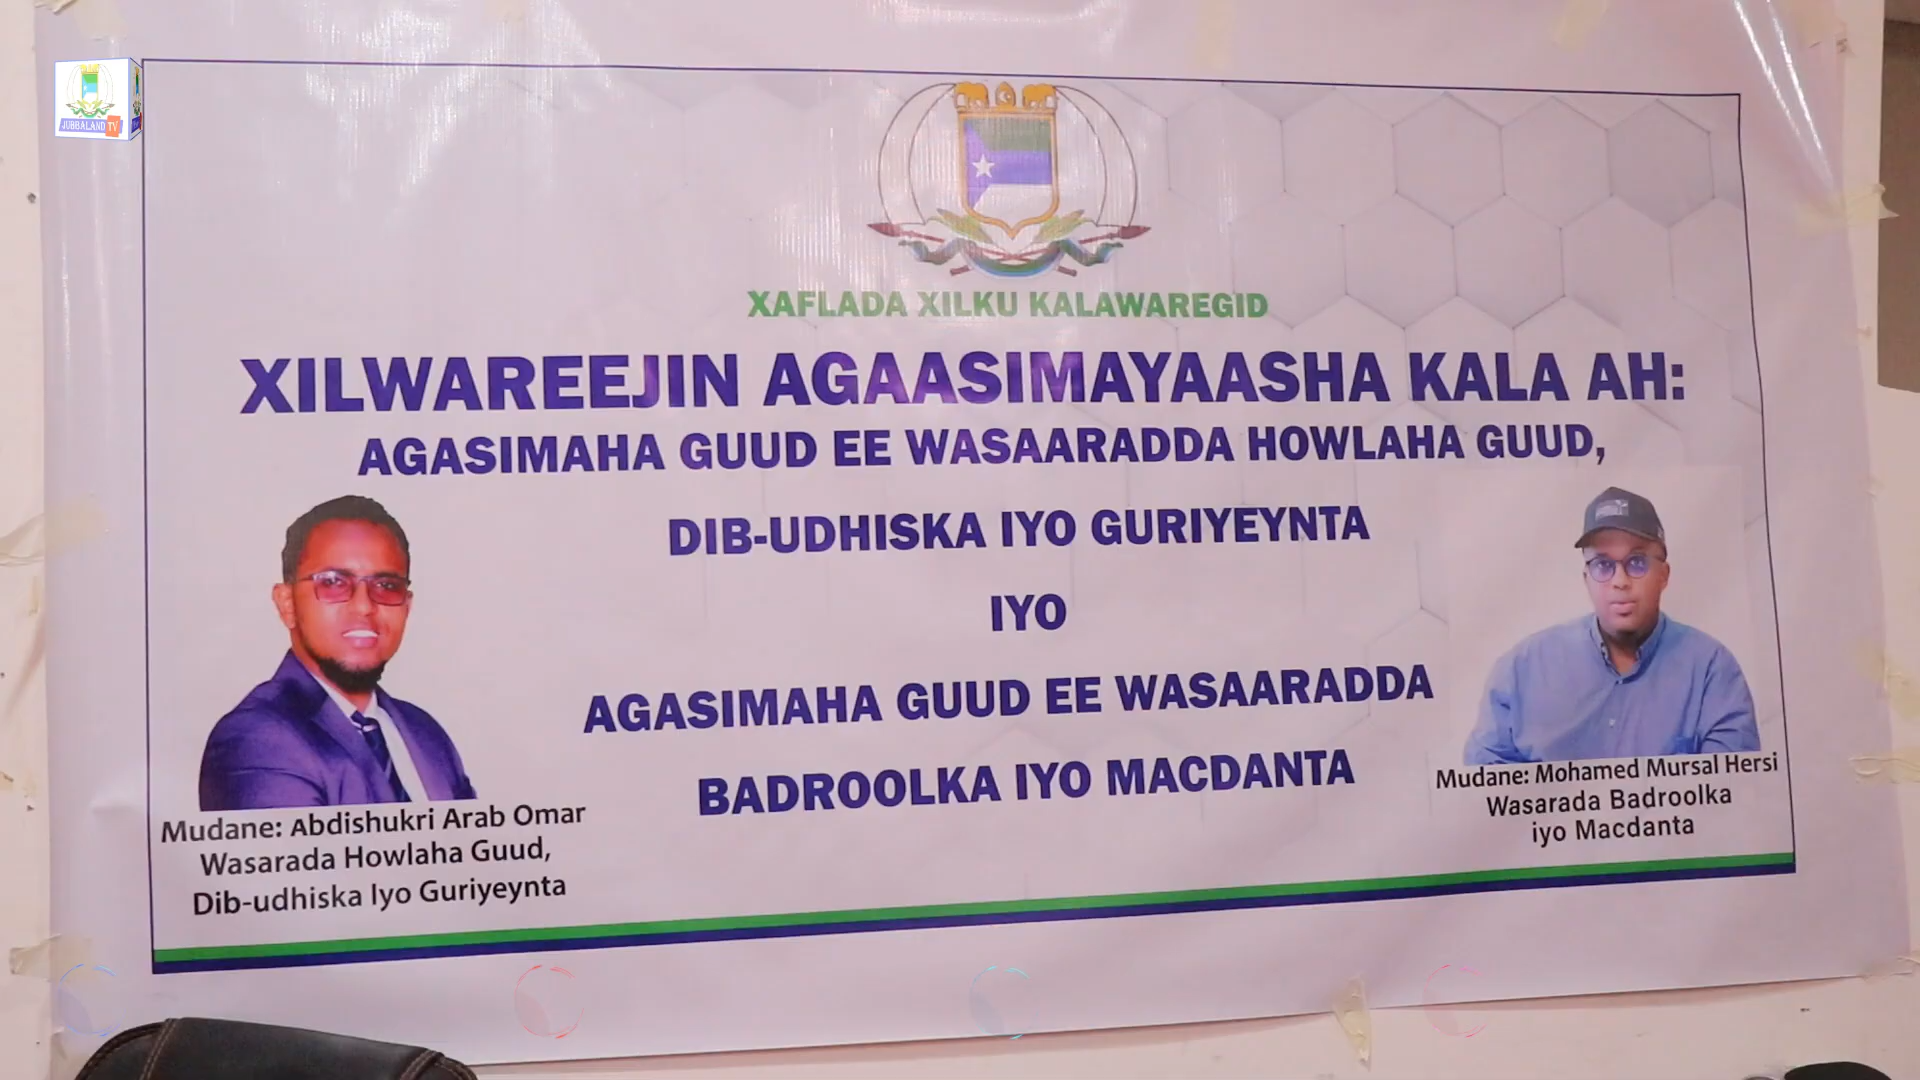 JUBBALAND TV
XAFLADA XILKU KALAWAREGID
XILWAREEJIN AGAASIMAYAASHA KALA AH:
AGASIMAHA GUUD EE WASAARADDA HOWLAHA GUUD,
DIB-UDHISKA IYO GURIYEYNTA
IYO
AGASIMAHA GUUD EE WASAARADDA
BADROOLKA IYO MACDANTA
Mudane: Abdishukri Arab Omar
Wasarada Howlaha Guud,
Dib-udhiska Iyo Guriyeynta
Mudane: Mohamed Mursal Hersi
Wasarada Badroolka
iyo Macdanta